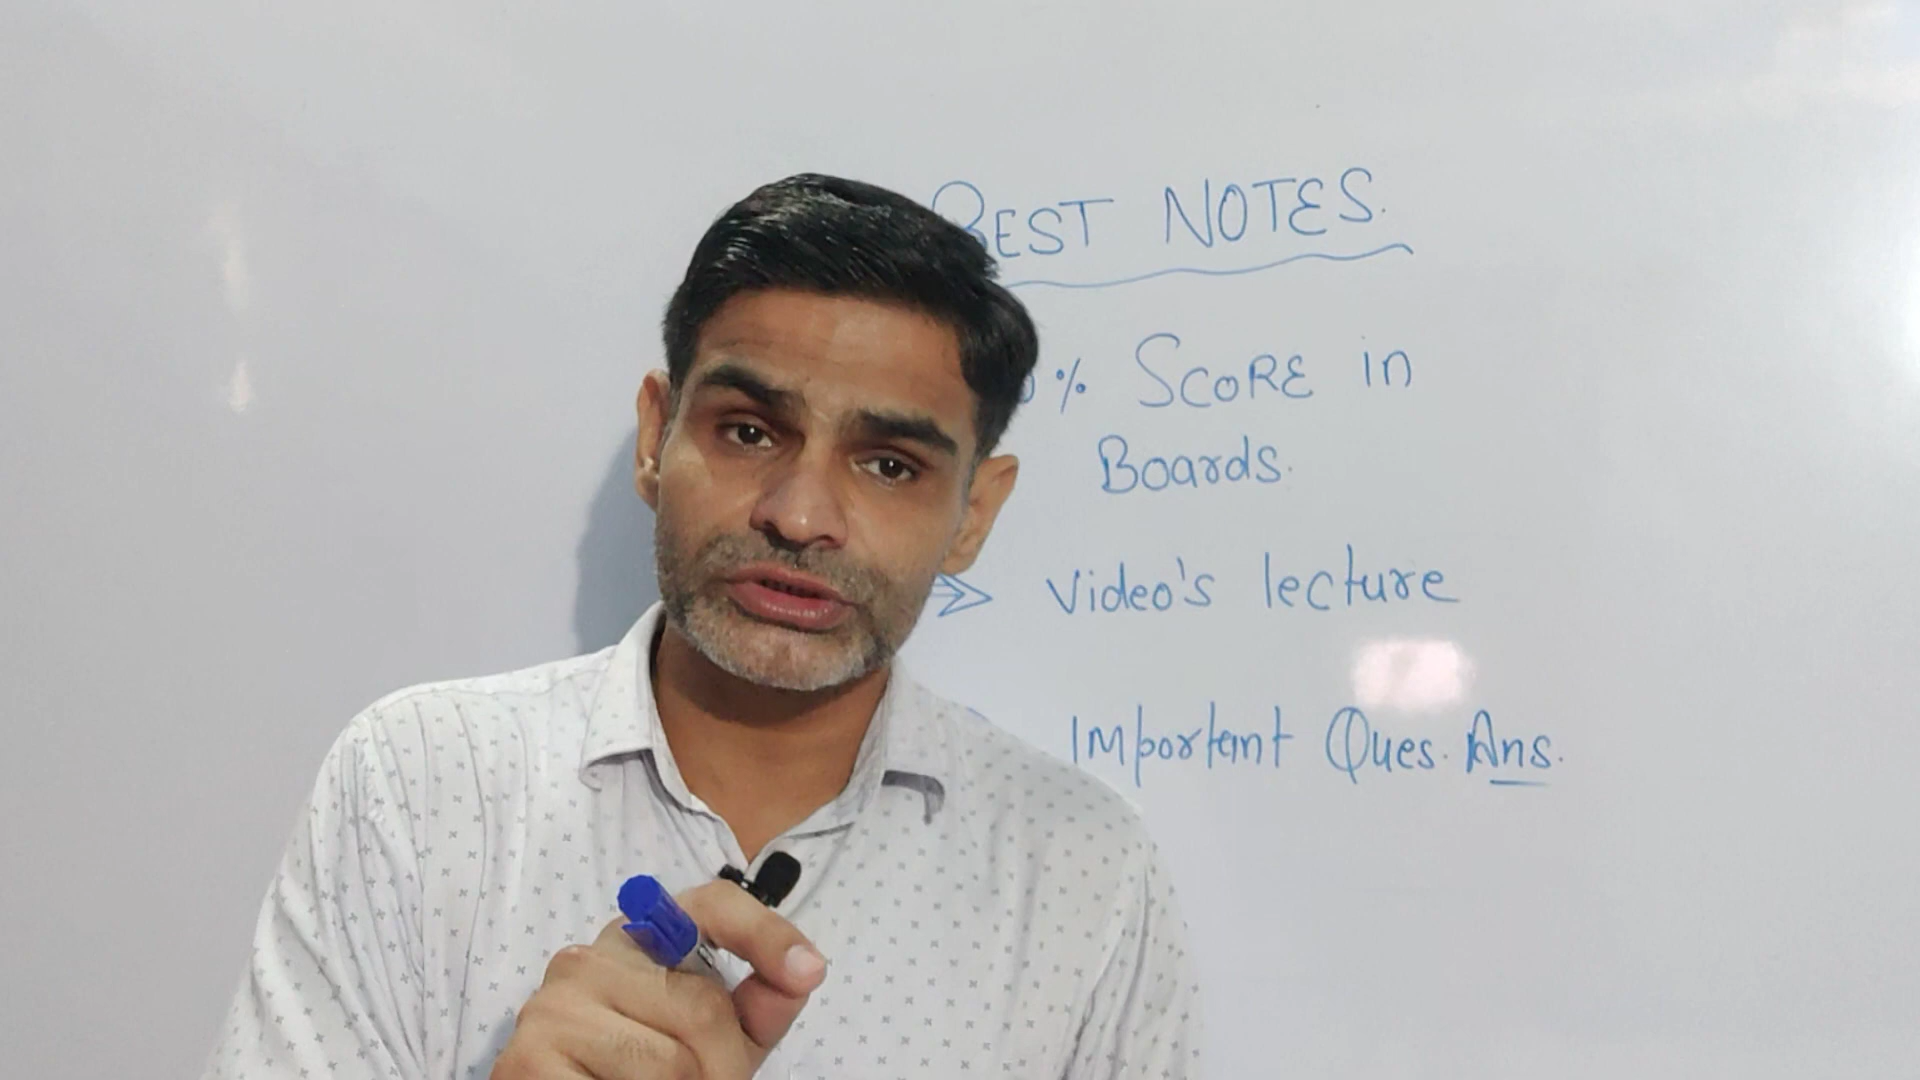 BEST NOTES.
% SCORE in
Boards.
Video's lecture
Important Ques. Ans.